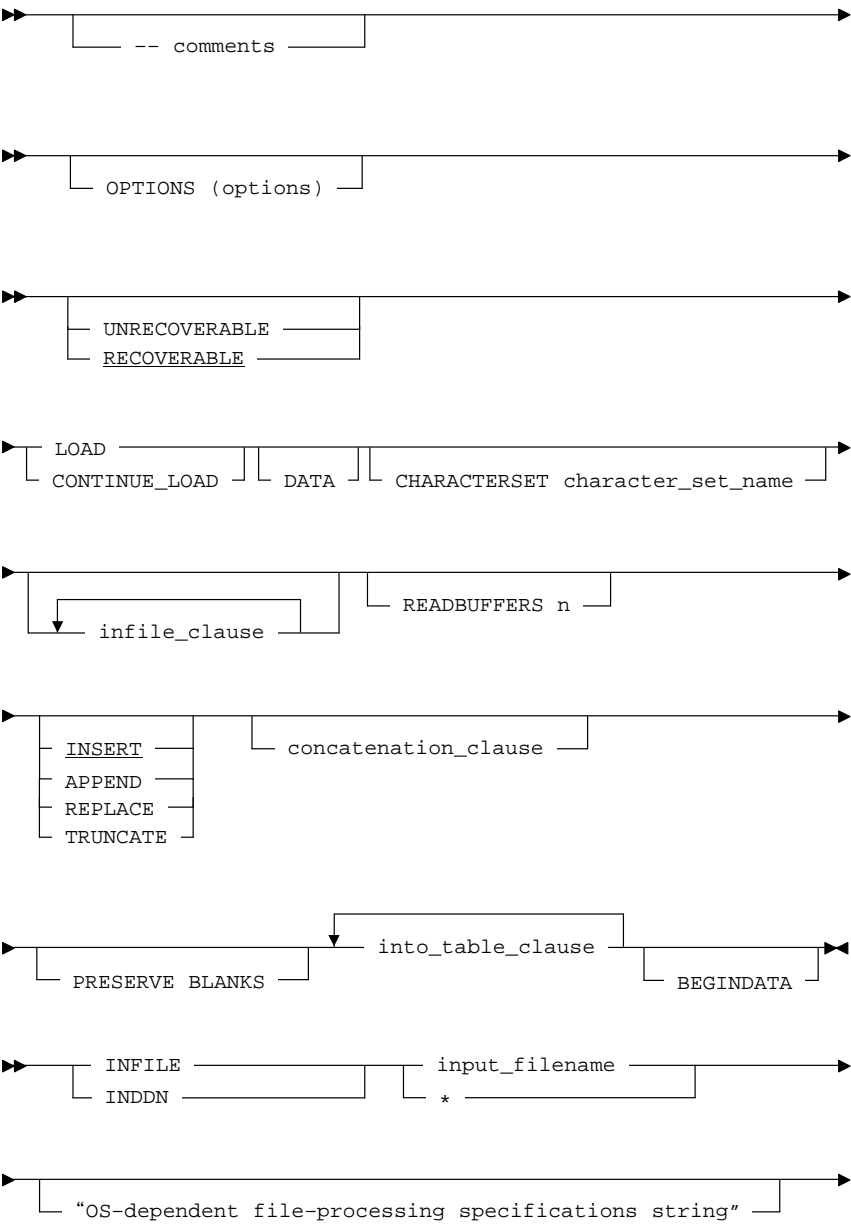 -- comments
OPTIONS (options)
UNRECOVERABLE
RECOVERABLE
LOAD
CONTINUE_LOAD DATA CHARACTERSET character_set_name
infile_clause READBUFFERS n
INSERT concatenation_clause
APPEND
REPLACE
TRUNCATE
into_table_clause
PRESERVE BLANKS BEGINDATA
INFILE input_filename
INDDN *
“OS-dependent file-processing specifications string”